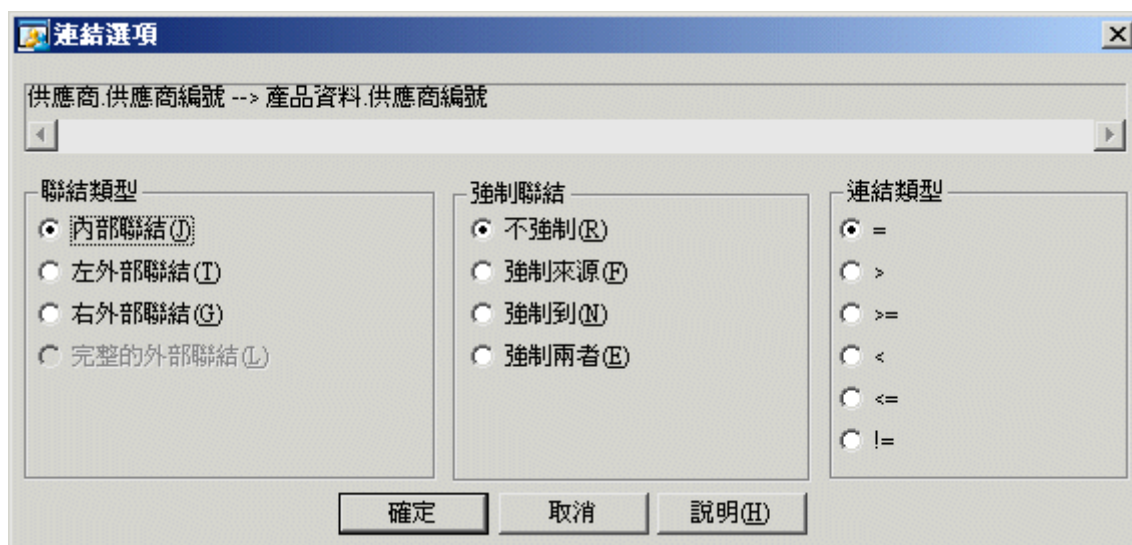 連結選項
供應商.供應商編號 --> 產品資料.供應商編號
聯結類型
內部聯結(J)
左外部聯結(T)
右外部聯結(G)
完整的外部聯結(L)
強制聯結
不強制(R)
強制來源(F)
強制到(N)
強制兩者(E)
連結類型
=
>
>=
<
<=
!=
確定
取消
說明(H)